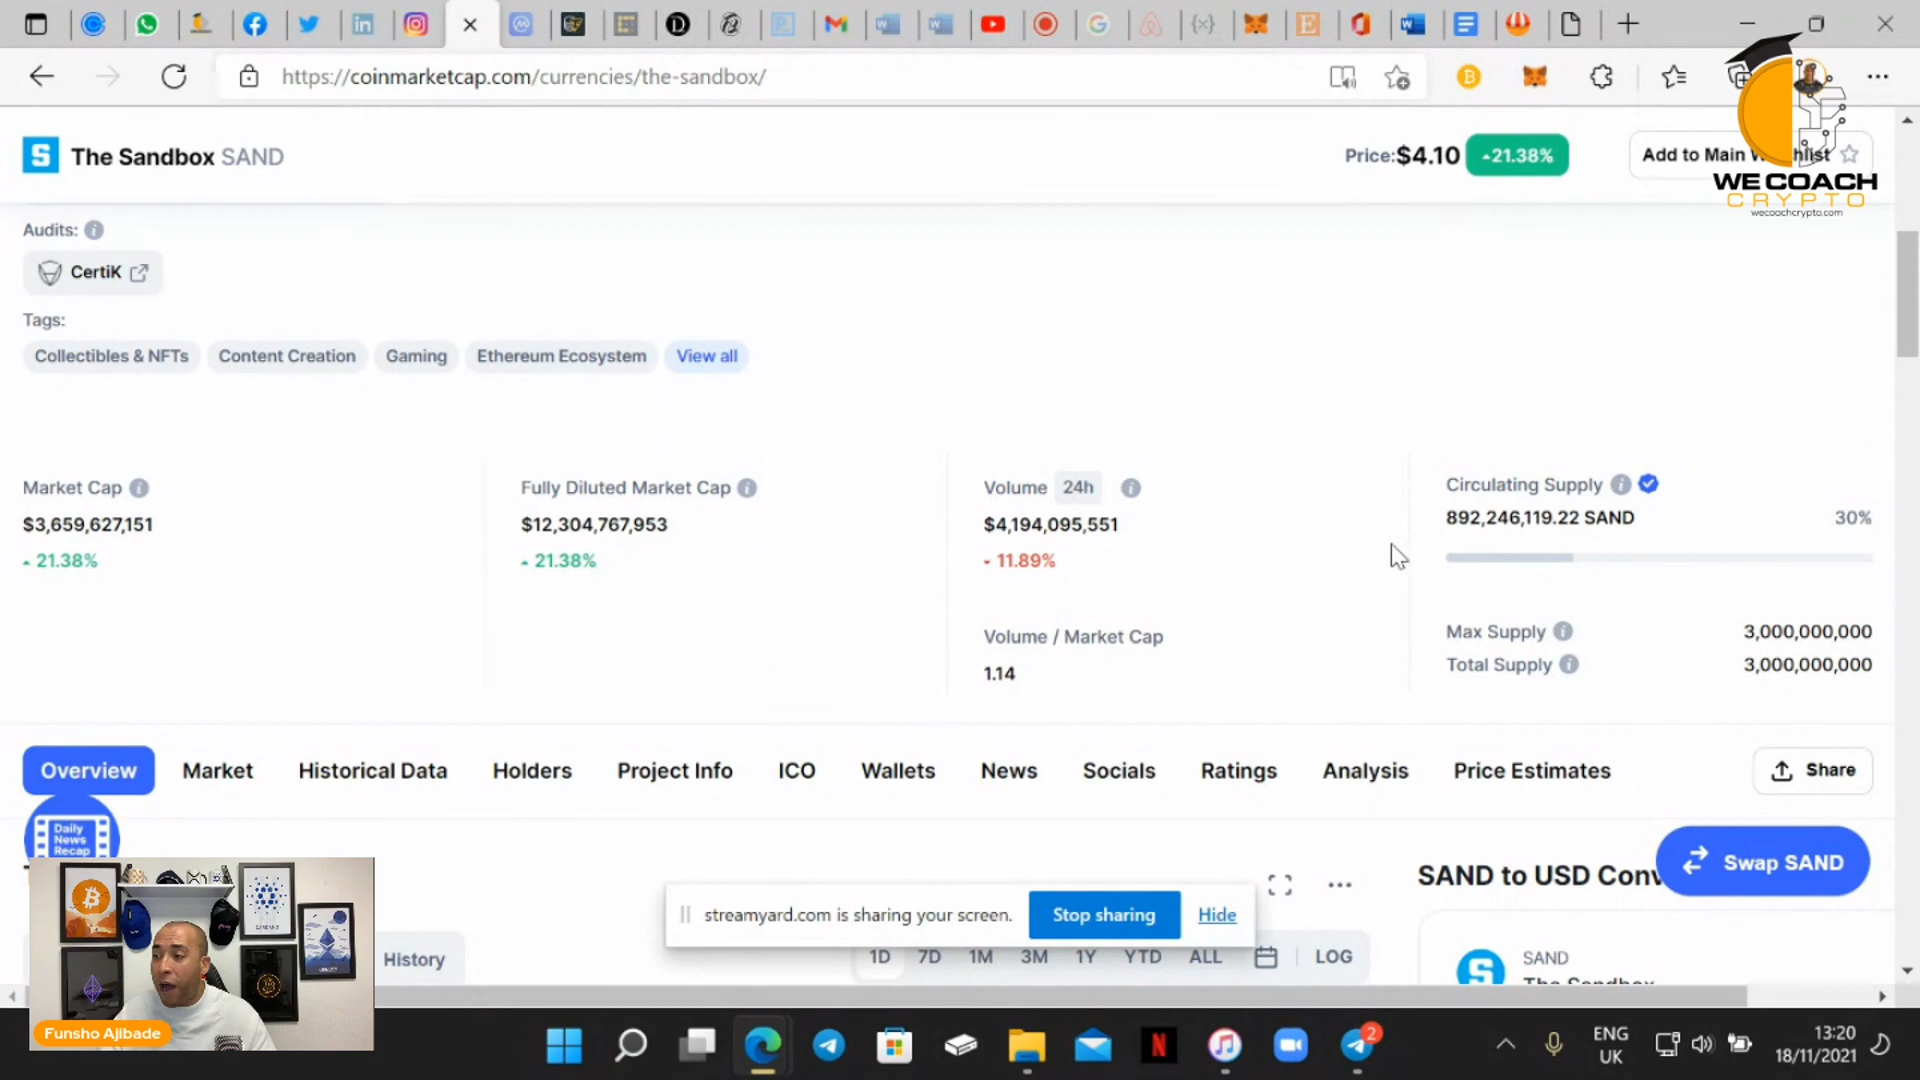 https://coinmarketcap.com/currencies/the-sandbox/
The Sandbox SAND
Price:$4.10
21.38%
WE COACH
CRYPTO
wecoachcrypto.com
Audits:
CertiK
Tags:
Collectibles & NFTs
Content Creation
Gaming
Ethereum Ecosystem
View all
Market Cap
$3,659,627,151
21.38%
Fully Diluted Market Cap
$12,304,767,953
21.38%
Volume 24h
$4,194,095,551
11.89%
Volume / Market Cap
1.14
Circulating Supply
892,246,119.22 SAND
30%
Max Supply
3,000,000,000
Total Supply
3,000,000,000
Add to Main
Overview
Market
Historical Data
Holders
Project Info
ICO
Wallets
News
Socials
Ratings
Analysis
Price Estimates
Share
Daily
News
Recap
Swap SAND
SAND to USD
streamyard.com is sharing your screen.
Stop sharing
Hide
History
1D
7D
1M
3M
1Y
YTD
ALL
LOG
SAND
Funsho Ajibade
2
ENG
UK
13:20
18/11/2021